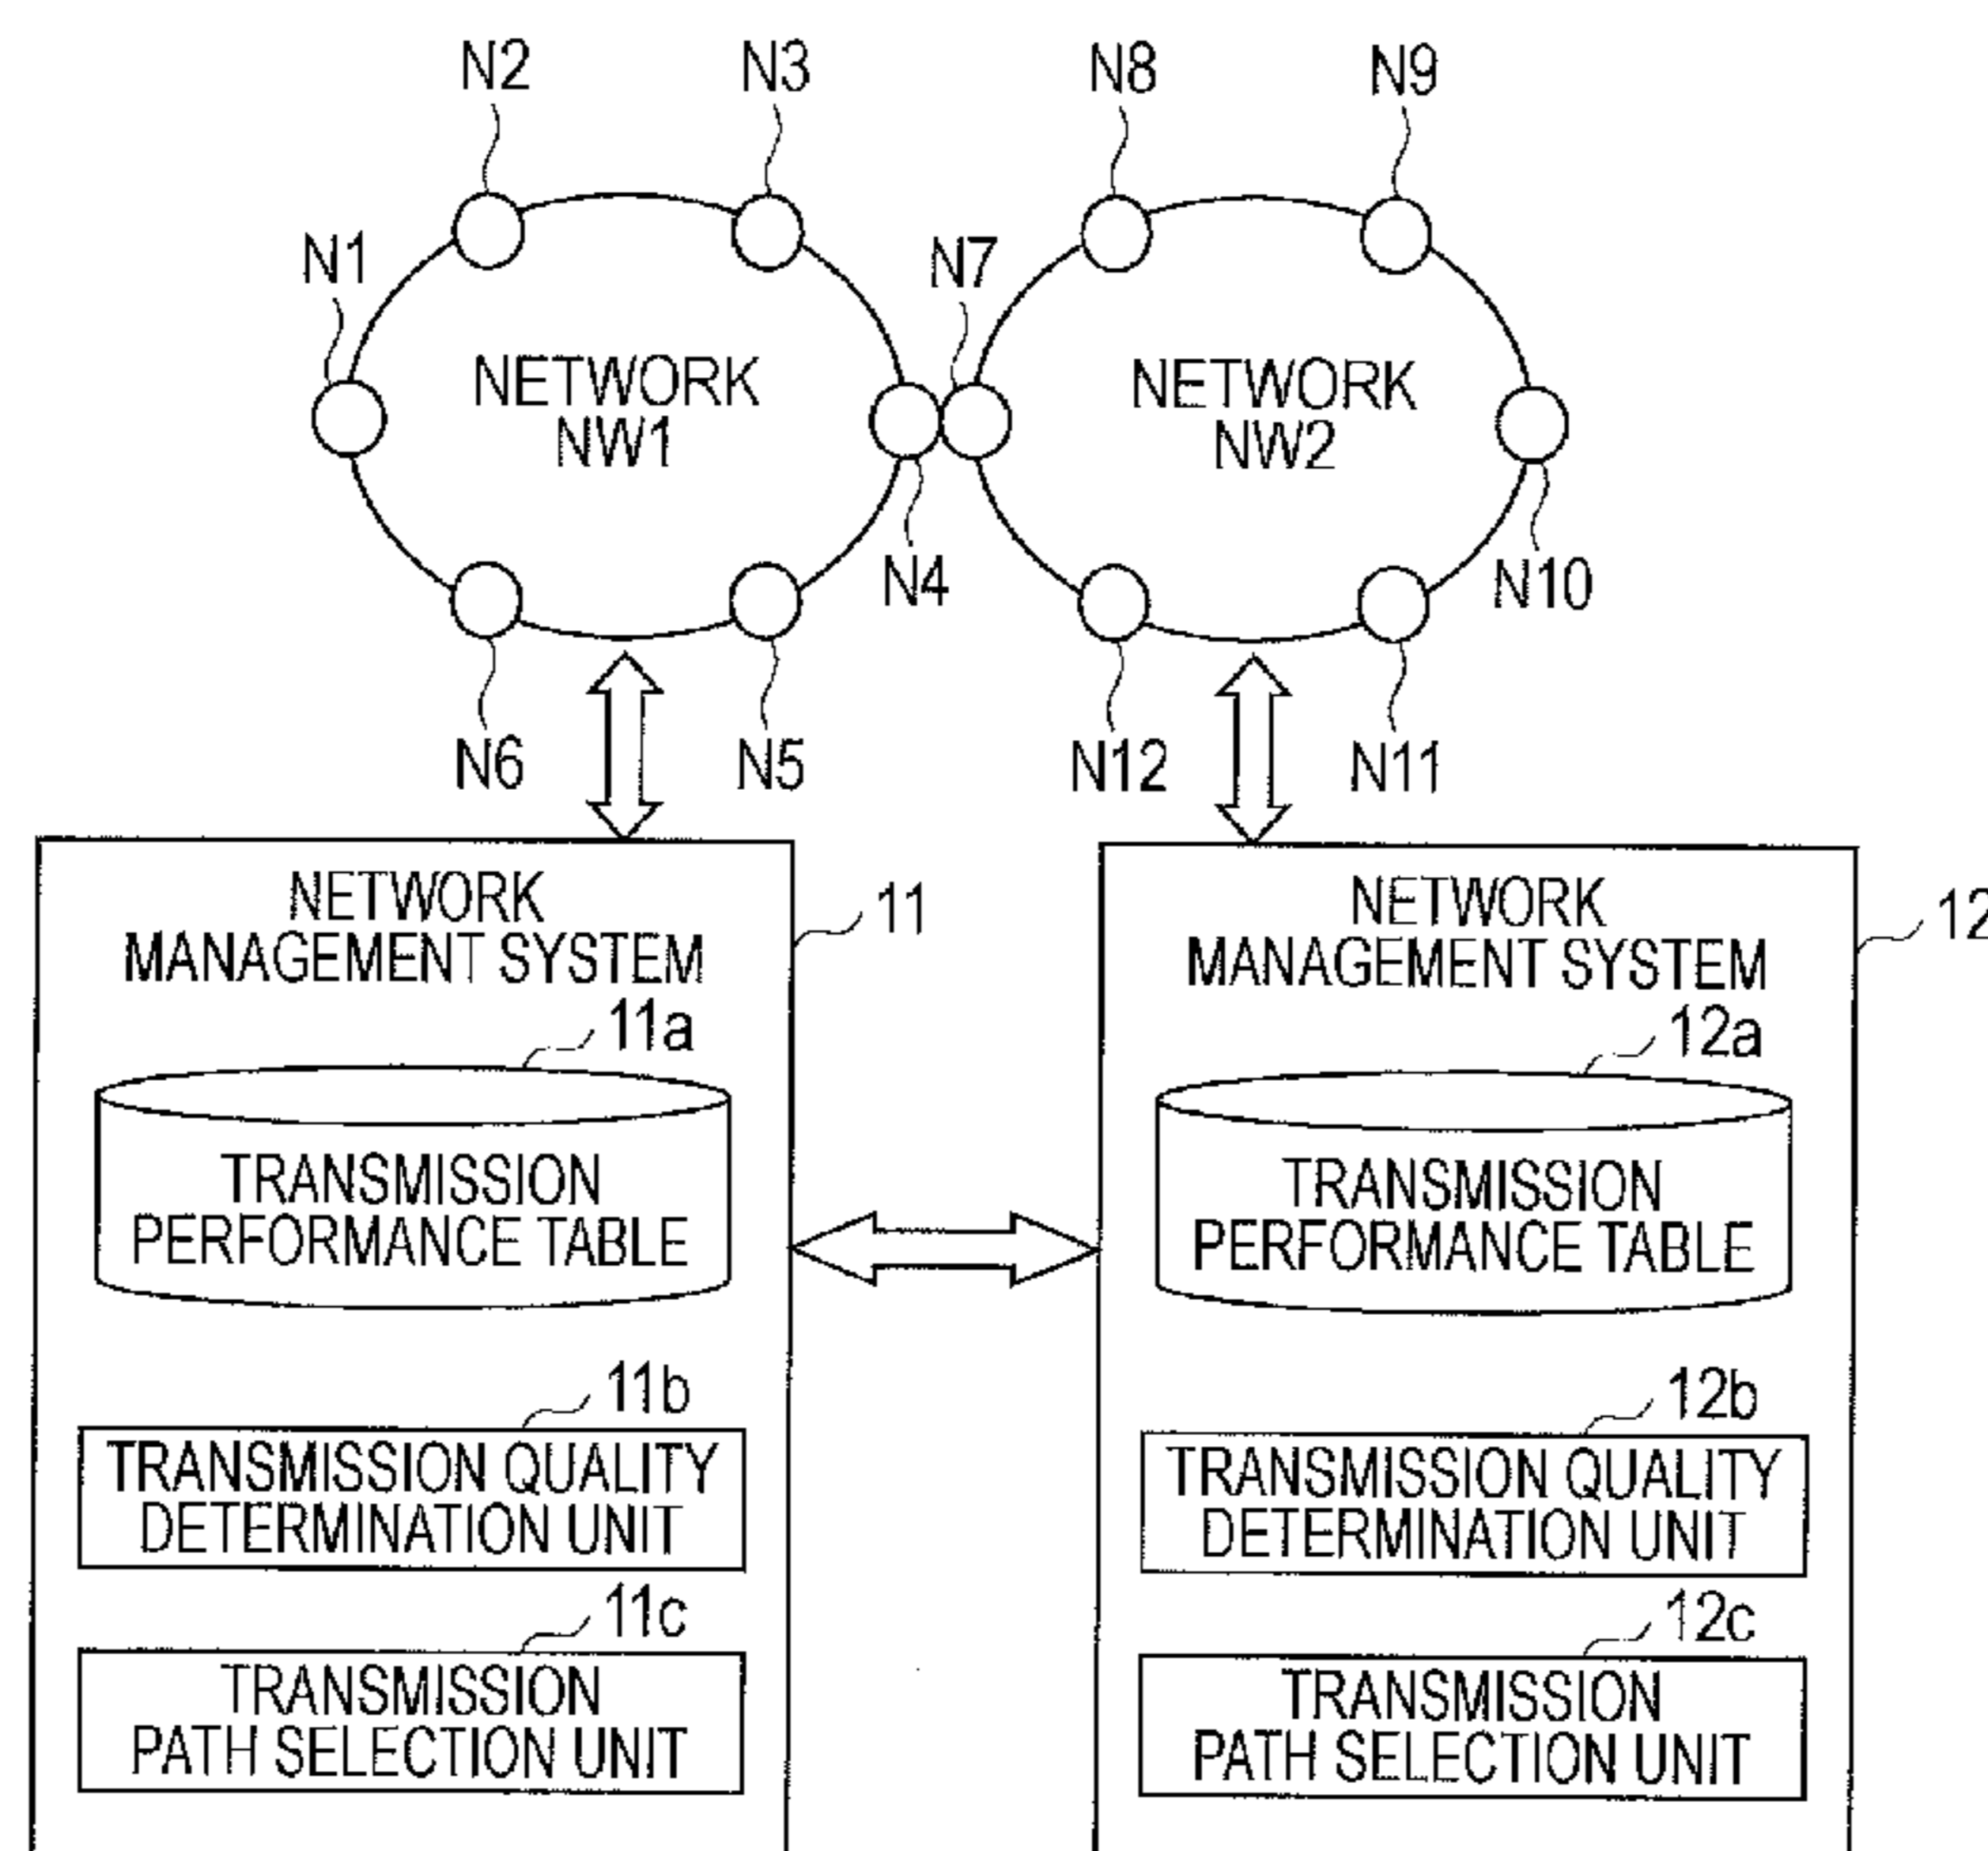 N2
N3
N8
N9
N1
N7
NETWORK
NW1
NETWORK
NW2
N4
N10
N6
N5
N12
N11
NETWORK
MANAGEMENT SYSTEM
11
11a
TRANSMISSION
PERFORMANCE TABLE
11b
TRANSMISSION QUALITY
DETERMINATION UNIT
11c
TRANSMISSION
PATH SELECTION UNIT
NETWORK
MANAGEMENT SYSTEM
12
12a
TRANSMISSION
PERFORMANCE TABLE
12b
TRANSMISSION QUALITY
DETERMINATION UNIT
12c
TRANSMISSION
PATH SELECTION UNIT